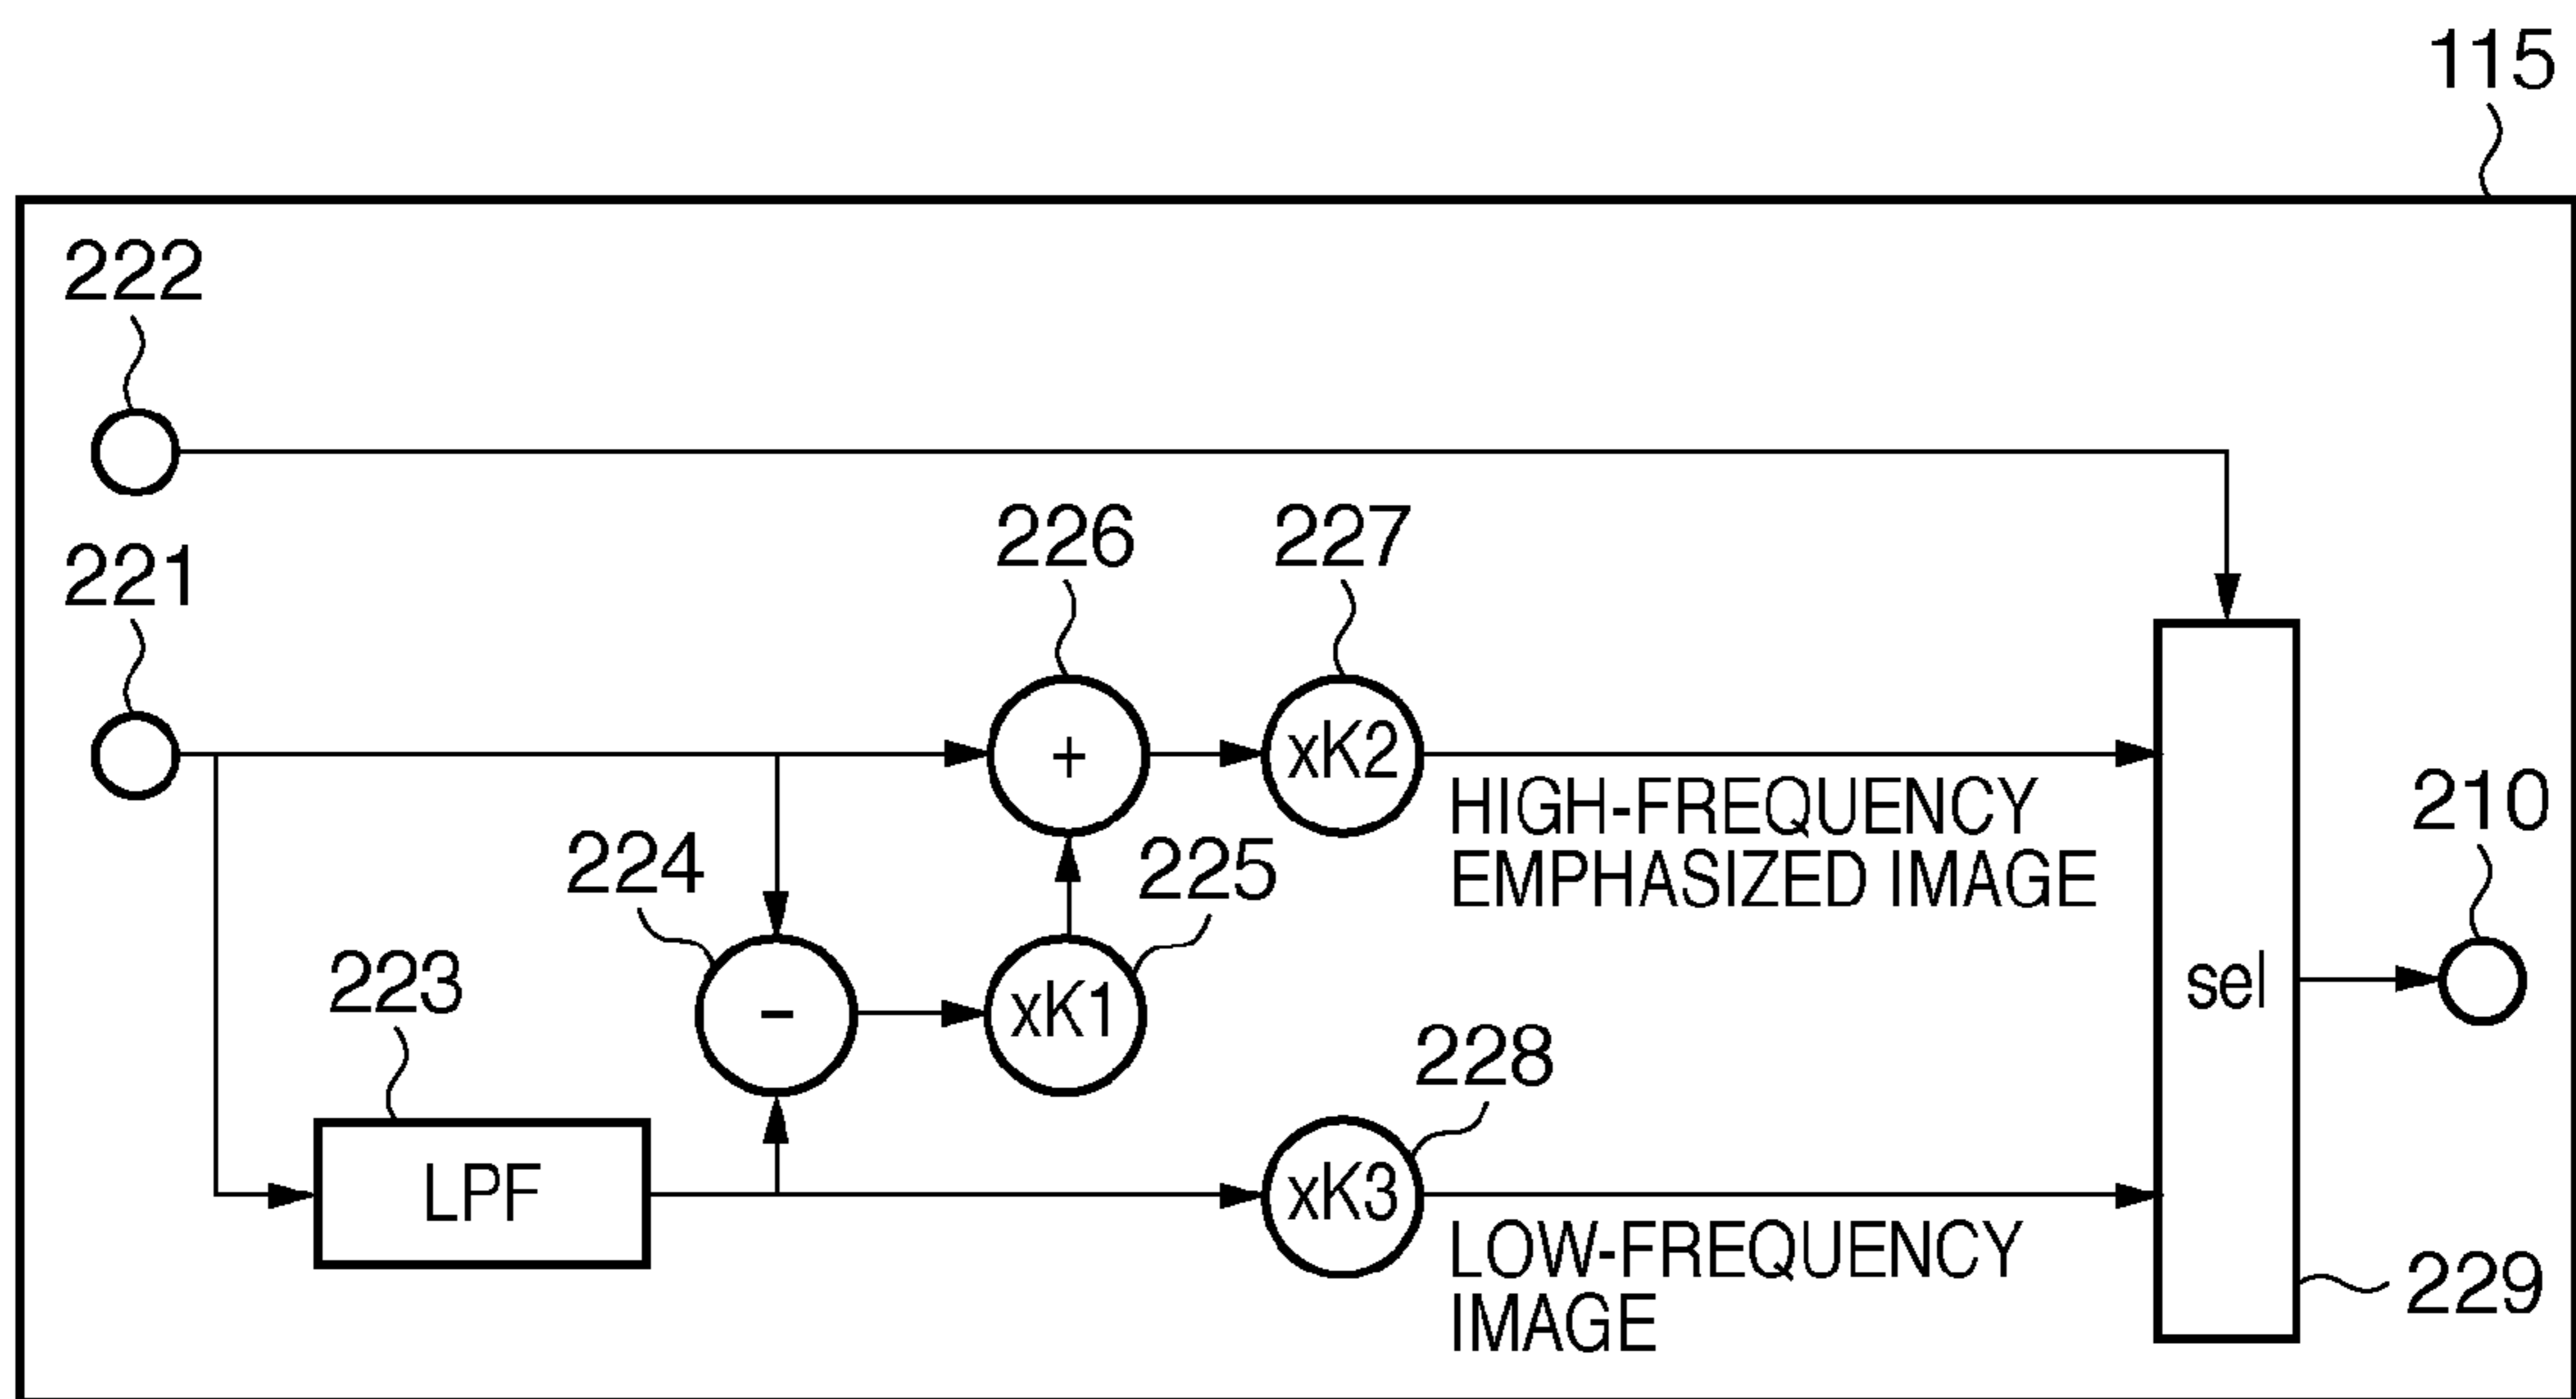 115
222
221
226
227
+
xK2
HIGH-FREQUENCY
EMPHASIZED IMAGE
210
224
225
223
-
xK1
sel
228
LPF
xK3
LOW-FREQUENCY
IMAGE
229